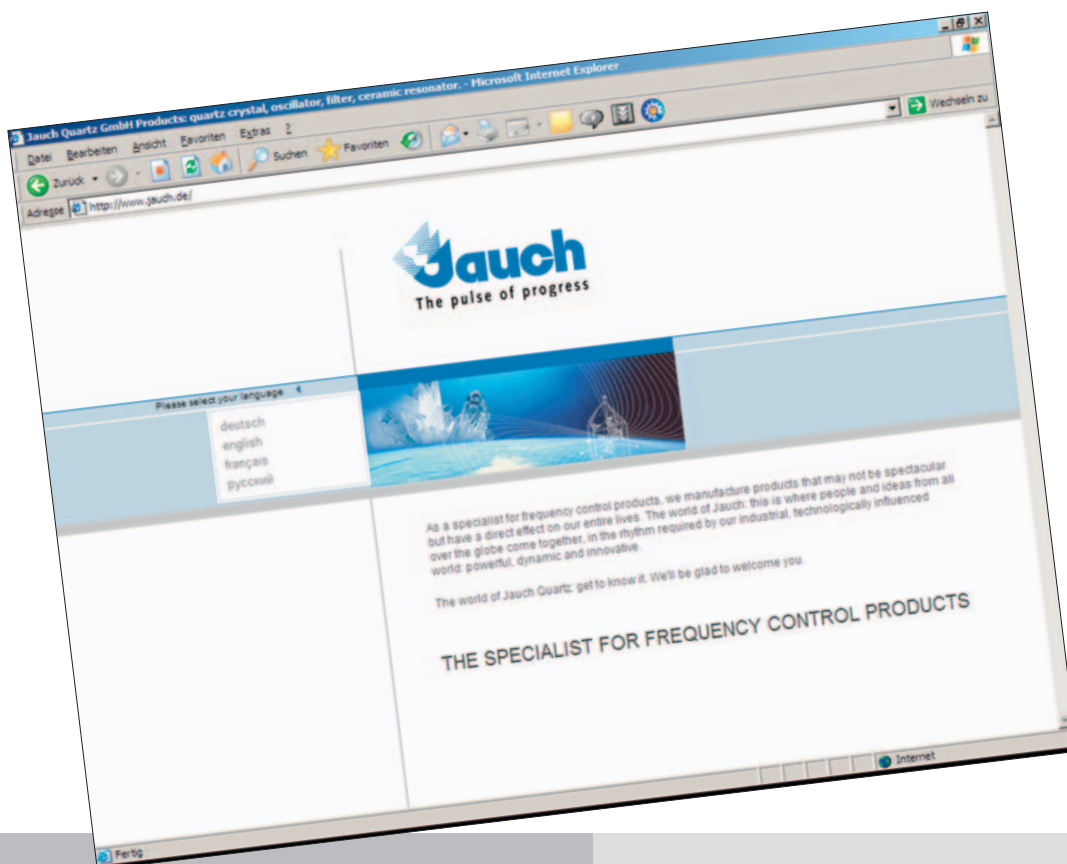 Jauch Quartz GmbH Products: quartz crystal, oscillator, filter, ceramic resonator. - Microsoft Internet Explorer
Datei Bearbeiten Ansicht Favoriten Extras ?
Zurück Suchen Favoriten Wechseln zu
Adresse http://www.jauch.de/
Jauch
The pulse of progress
Please select your language
deutsch
english
français
русский
As a specialist for frequency control products, we manufacture products that may not be spectacular
but have a direct effect on our entire lives. The world of Jauch: this is where people and ideas from all
over the globe come together, in the rhythm required by our industrial, technologically influenced
world: powerful, dynamic and innovative.
The world of Jauch Quartz: get to know it. We'll be glad to welcome you.
THE SPECIALIST FOR FREQUENCY CONTROL PRODUCTS
Internet
Fertig